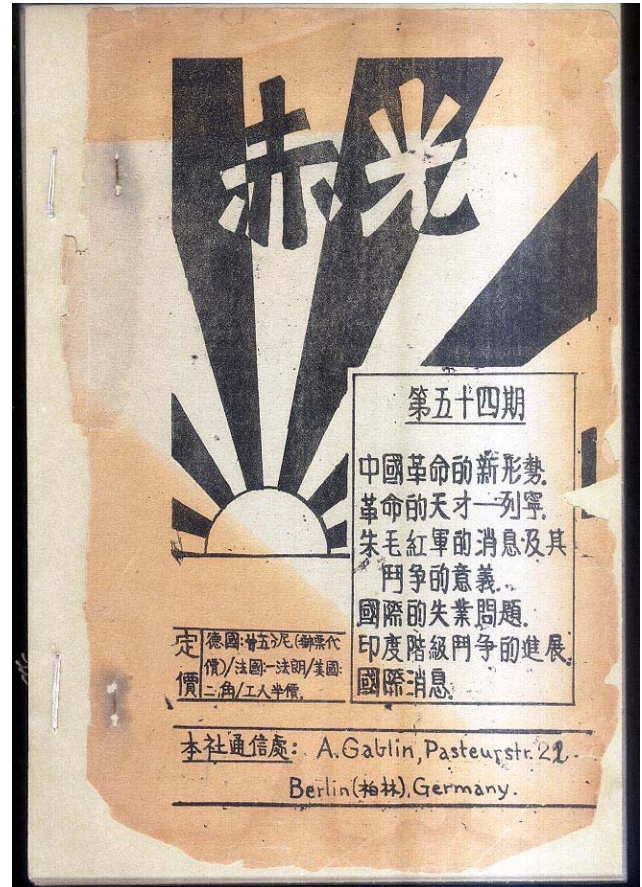 赤光
第五十四期
中國革命的新形勢.
革命的天才—列寧.
朱毛紅軍的消息及其
鬥争的意義.
國際的失業問題.
印度階級鬥争的進展.
國際消息.
定價
德國:廿五分尼(郵票代
價)/法國:一法朗/美國:
二角/工人半價.
本社通信處: A. Gablin, Pasteurstr. 22.
Berlin(柏林), Germany.